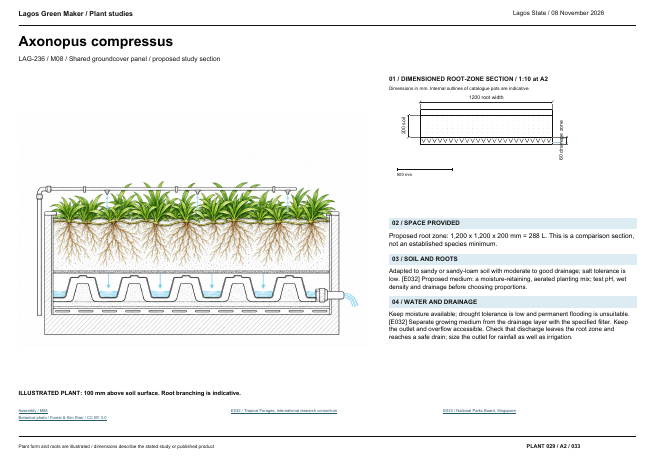 Lagos Green Maker / Plant studies
Lagos State / 08 November 2026
Axonopus compressus
LAG-236 / M08 / Shared groundcover panel / proposed study section
01 / DIMENSIONED ROOT-ZONE SECTION / 1:10 at A2
Dimensions in mm. Internal outlines of catalogue pots are indicative.
1200 root width
200 soil
60 drainage zone
500 mm
02 / SPACE PROVIDED
Proposed root zone: 1,200 x 1,200 x 200 mm = 288 L. This is a comparison section,
not an established species minimum.
03 / SOIL AND ROOTS
Adapted to sandy or sandy-loam soil with moderate to good drainage; salt tolerance is
low. [E032] Proposed medium: a moisture-retaining, aerated planting mix; test pH, wet
density and drainage before choosing proportions.
04 / WATER AND DRAINAGE
Keep moisture available; drought tolerance is low and permanent flooding is unsuitable.
[E032] Separate growing medium from the drainage layer with the specified filter. Keep
the outlet and overflow accessible. Check that discharge leaves the root zone and
reaches a safe drain; size the outlet for rainfall as well as irrigation.
ILLUSTRATED PLANT: 100 mm above soil surface. Root branching is indicative.
Assembly / M08
E032 / Tropical Forages, international research consortium
E033 / National Parks Board, Singapore
Botanical photo / Forest & Kim Starr / CC BY 3.0
Plant form and roots are illustrated / dimensions describe the stated study or published product
PLANT 029 / A2 / 033